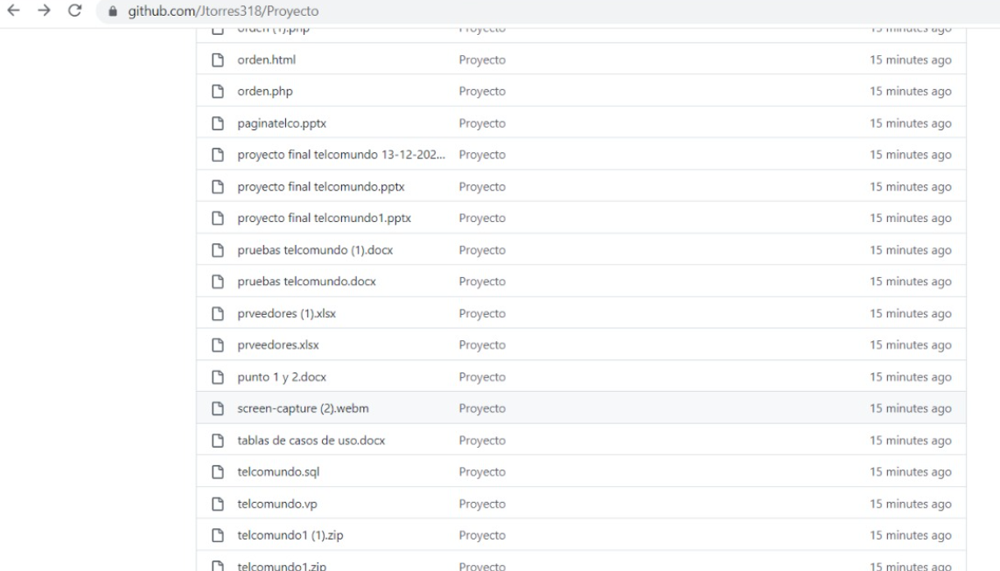 github.com/Jtorres318/Proyecto
orden (1).php Proyecto 15 minutes ago
orden.html Proyecto 15 minutes ago
orden.php Proyecto 15 minutes ago
paginatelco.pptx Proyecto 15 minutes ago
proyecto final telcomundo 13-12-202... Proyecto 15 minutes ago
proyecto final telcomundo.pptx Proyecto 15 minutes ago
proyecto final telcomundo1.pptx Proyecto 15 minutes ago
pruebas telcomundo (1).docx Proyecto 15 minutes ago
pruebas telcomundo.docx Proyecto 15 minutes ago
prveedores (1).xlsx Proyecto 15 minutes ago
prveedores.xlsx Proyecto 15 minutes ago
punto 1 y 2.docx Proyecto 15 minutes ago
screen-capture (2).webm Proyecto 15 minutes ago
tablas de casos de uso.docx Proyecto 15 minutes ago
telcomundo.sql Proyecto 15 minutes ago
telcomundo.vp Proyecto 15 minutes ago
telcomundo1 (1).zip Proyecto 15 minutes ago
telcomundo1.zip Proyecto 15 minutes ago